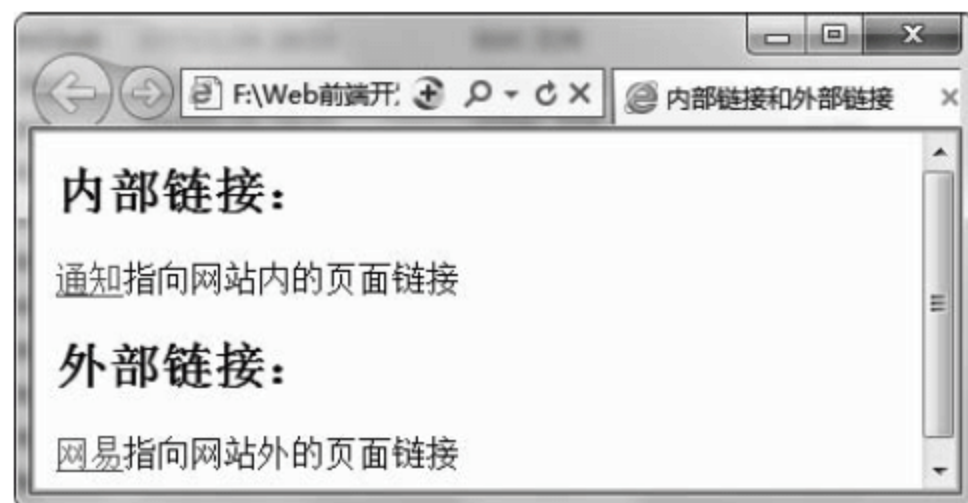 F:\Web前端开
内部链接和外部链接
内部链接：
通知指向网站内的页面链接
外部链接：
网易指向网站外的页面链接